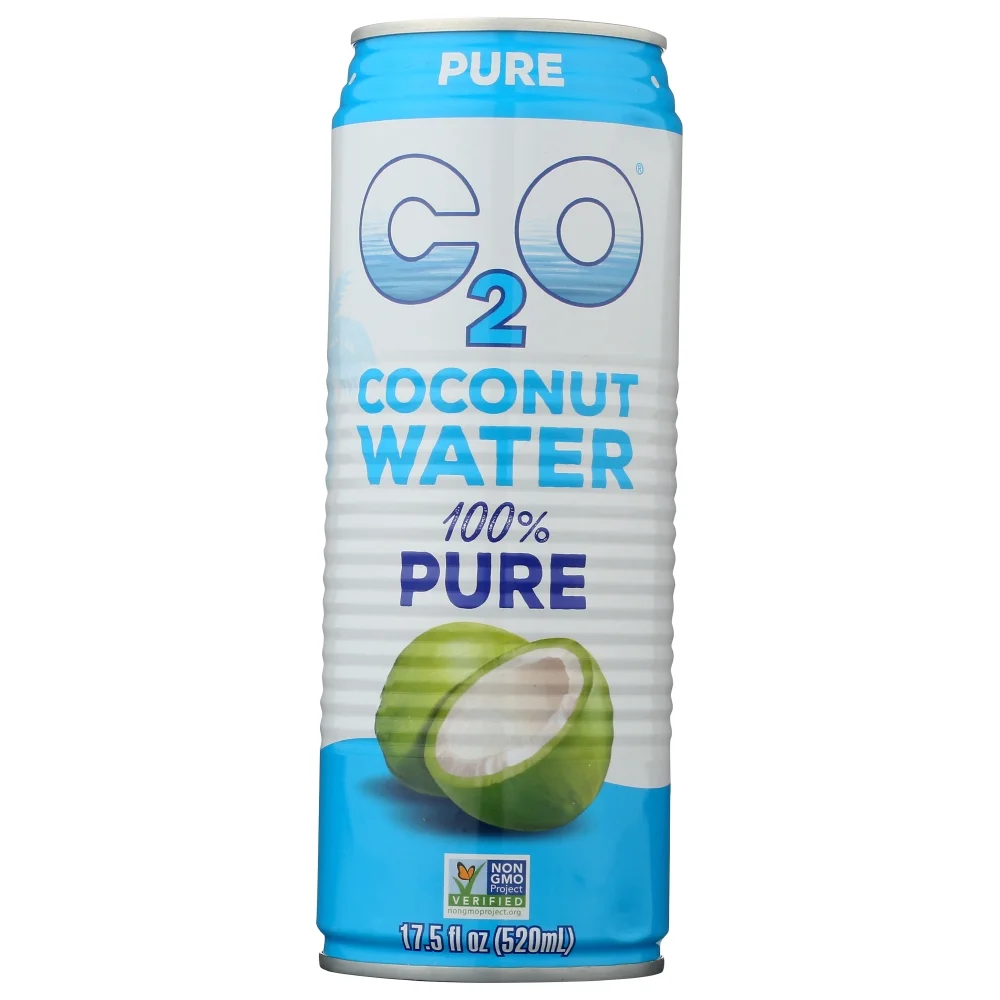 PURE
C2O®
COCONUT
WATER
100%
PURE
NON
GMO
Project
VERIFIED
nongmoproject.org
17.5 fl oz (520mL)